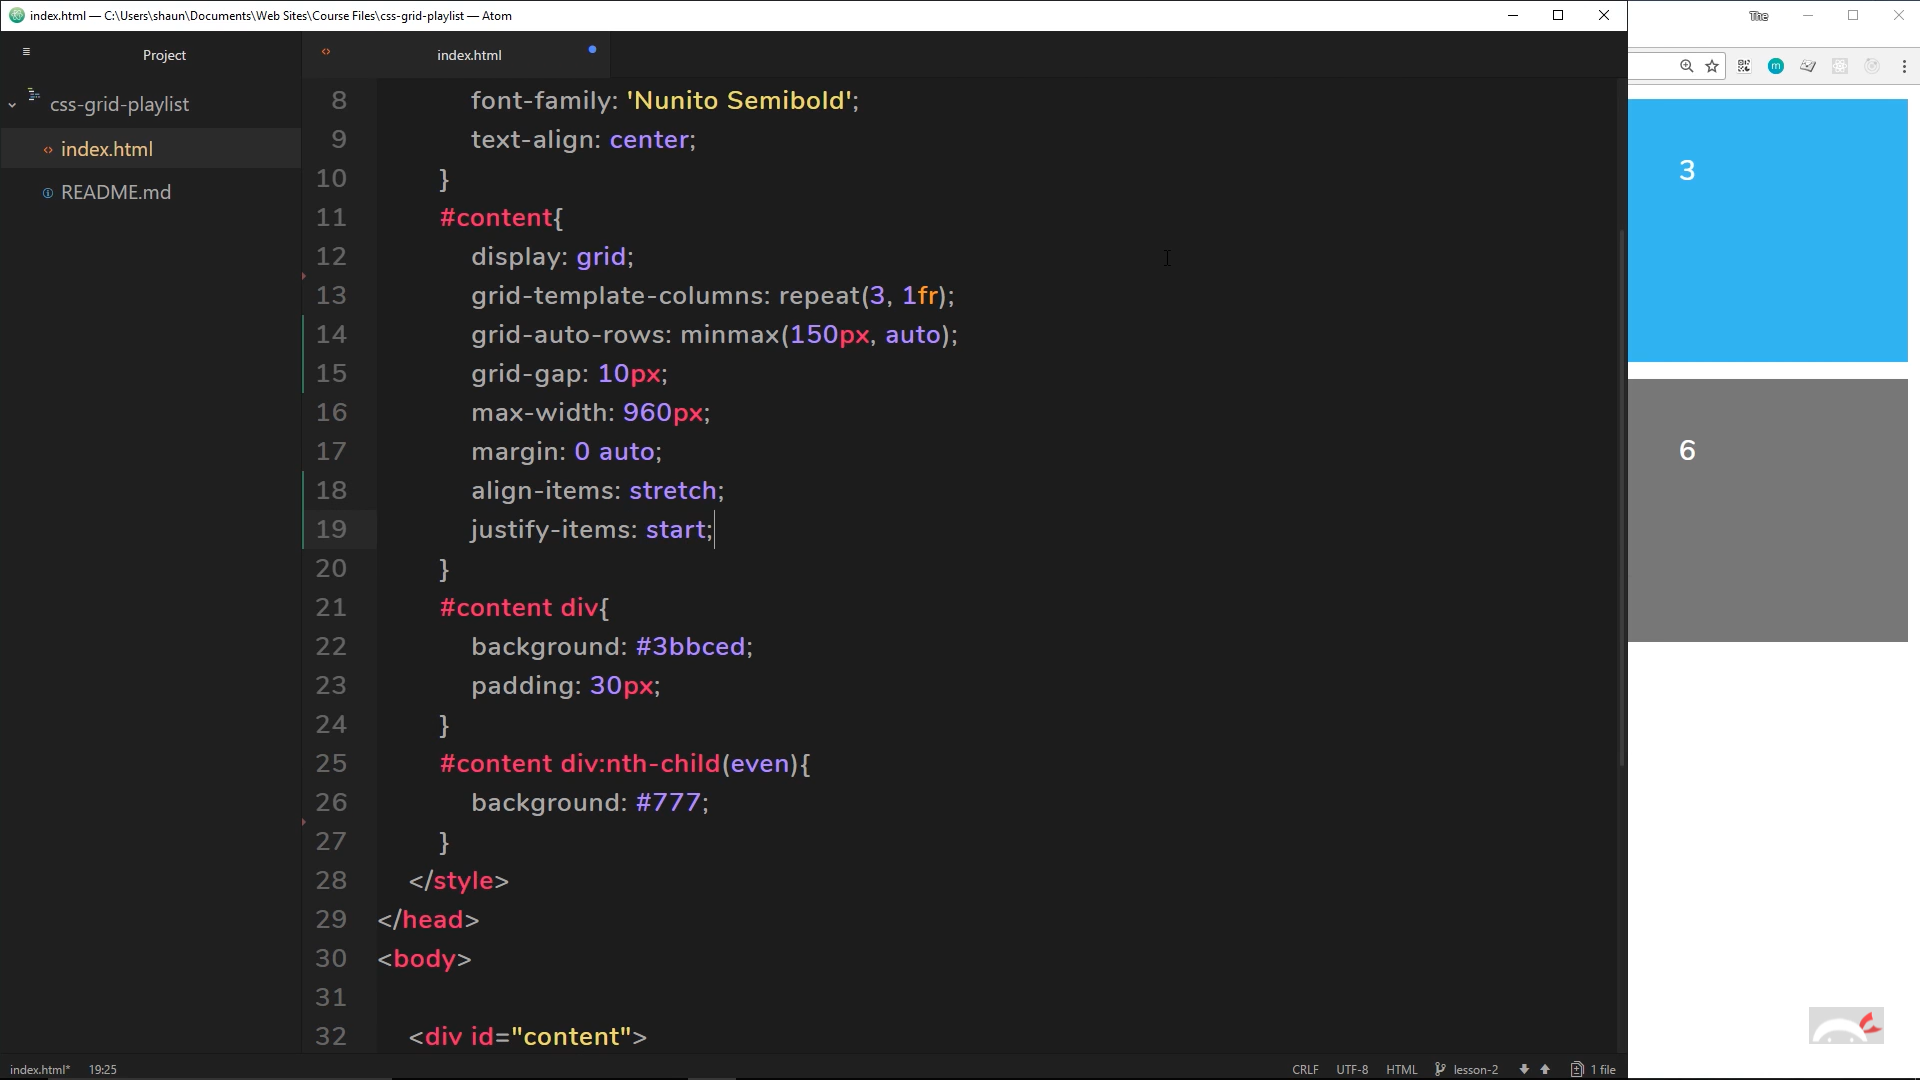 index.html — C:\Users\shaun\Documents\Web Sites\Course Files\css-grid-playlist — Atom
The
Project
index.html
css-grid-playlist
index.html
README.md
8 font-family: 'Nunito Semibold';
9 text-align: center;
10 }
11 #content{
12 display: grid;
13 grid-template-columns: repeat(3, 1fr);
14 grid-auto-rows: minmax(150px, auto);
15 grid-gap: 10px;
16 max-width: 960px;
17 margin: 0 auto;
18 align-items: stretch;
19 justify-items: start;
20 }
21 #content div{
22 background: #3bbced;
23 padding: 30px;
24 }
25 #content div:nth-child(even){
26 background: #777;
27 }
28 </style>
29 </head>
30 <body>
31
32 <div id="content">
m
3
6
index.html* 19:25
CRLF UTF-8 HTML lesson-2 1 file